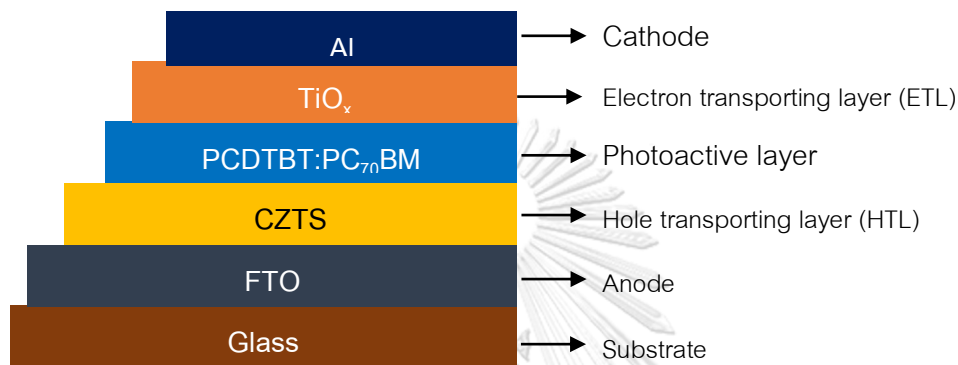 Al
Cathode
TiOₓ
Electron transporting layer (ETL)
PCDTBT:PC₇₀BM
Photoactive layer
CZTS
Hole transporting layer (HTL)
FTO
Anode
Glass
Substrate